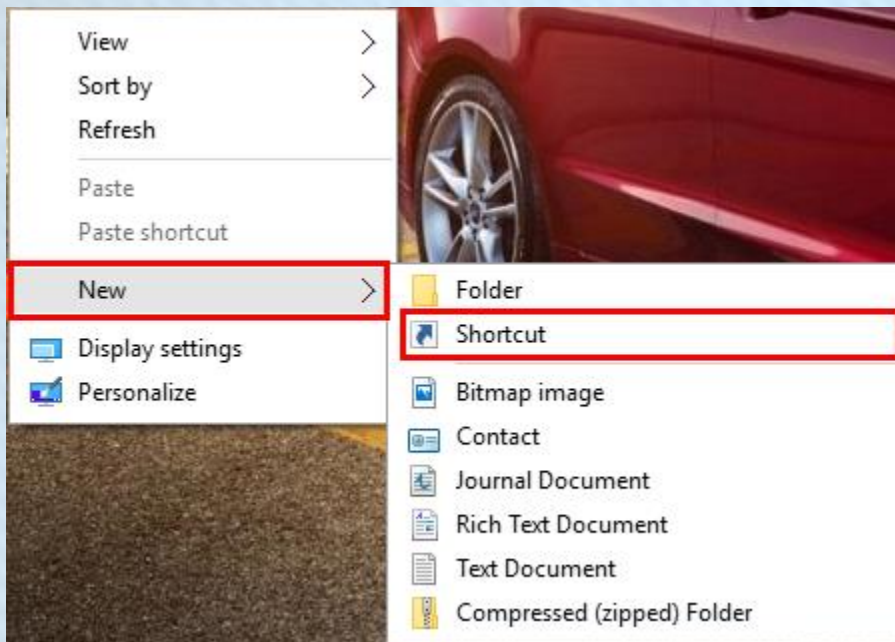 View
Sort by
Refresh
Paste
Paste shortcut
New
Display settings
Personalize
Folder
Shortcut
Bitmap image
Contact
Journal Document
Rich Text Document
Text Document
Compressed (zipped) Folder